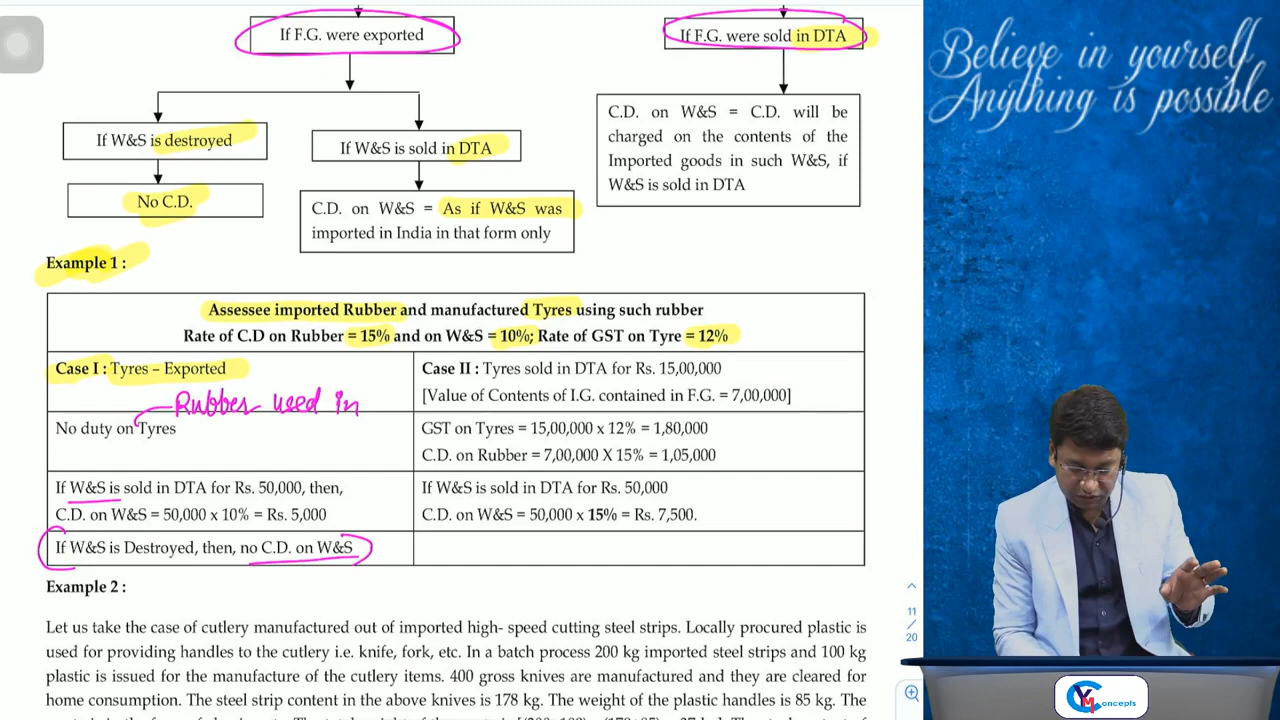 If F.G. were exported
If F.G. were sold in DTA
If W&S is destroyed
No C.D.
If W&S is sold in DTA
C.D. on W&S = As if W&S was
imported in India in that form only
C.D. on W&S = C.D. will be
charged on the contents of the
Imported goods in such W&S, if
W&S is sold in DTA
Example 1 :
Assessee imported Rubber and manufactured Tyres using such rubber
Rate of C.D on Rubber = 15% and on W&S = 10%; Rate of GST on Tyre = 12%
Case I : Tyres – Exported
Rubber used in
No duty on Tyres
If W&S is sold in DTA for Rs. 50,000, then,
C.D. on W&S = 50,000 x 10% = Rs. 5,000
If W&S is Destroyed, then, no C.D. on W&S
Case II : Tyres sold in DTA for Rs. 15,00,000
[Value of Contents of I.G. contained in F.G. = 7,00,000]
GST on Tyres = 15,00,000 x 12% = 1,80,000
C.D. on Rubber = 7,00,000 X 15% = 1,05,000
If W&S is sold in DTA for Rs. 50,000
C.D. on W&S = 50,000 x 15% = Rs. 7,500.
Example 2 :
Let us take the case of cutlery manufactured out of imported high- speed cutting steel strips. Locally procured plastic is
used for providing handles to the cutlery i.e. knife, fork, etc. In a batch process 200 kg imported steel strips and 100 kg
plastic is issued for the manufacture of the cutlery items. 400 gross knives are manufactured and they are cleared for
home consumption. The steel strip content in the above knives is 178 kg. The weight of the plastic handles is 85 kg. The
11
/
20
Believe in yourself
Anything is possible
YM
Concepts